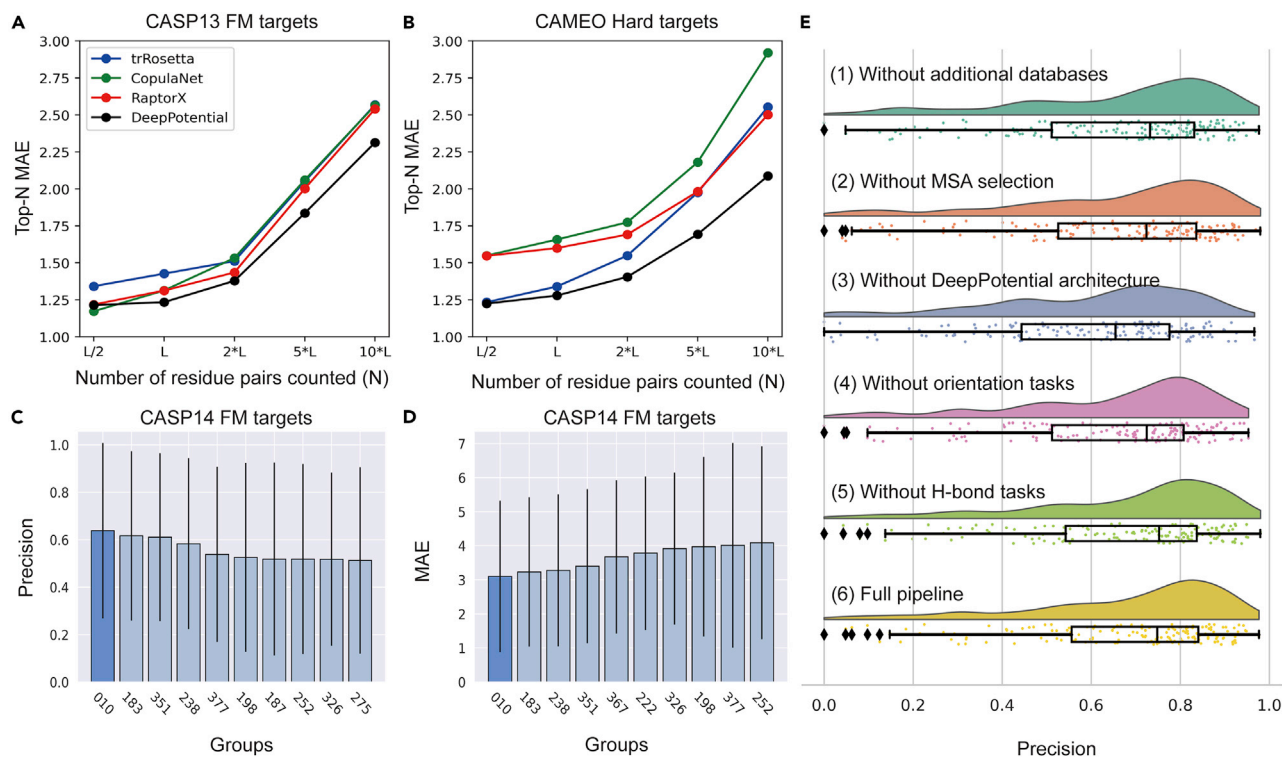 A
CASP13 FM targets
3.00
2.75
2.50
2.25
2.00
1.75
1.50
1.25
1.00
Top-N MAE
trRosetta
CopulaNet
RaptorX
DeepPotential
L/2
L
2*L
5*L
10*L
Number of residue pairs counted (N)
B
CAMEO Hard targets
3.00
2.75
2.50
2.25
2.00
1.75
1.50
1.25
1.00
Top-N MAE
L/2
L
2*L
5*L
10*L
Number of residue pairs counted (N)
C
CASP14 FM targets
1.0
0.8
0.6
0.4
0.2
0.0
Precision
010
183
351
238
377
198
187
252
326
275
Groups
D
CASP14 FM targets
7
6
5
4
3
2
1
0
MAE
010
183
238
351
367
222
326
198
377
252
Groups
E
(1) Without additional databases
(2) Without MSA selection
(3) Without DeepPotential architecture
(4) Without orientation tasks
(5) Without H-bond tasks
(6) Full pipeline
0.0
0.2
0.4
0.6
0.8
1.0
Precision